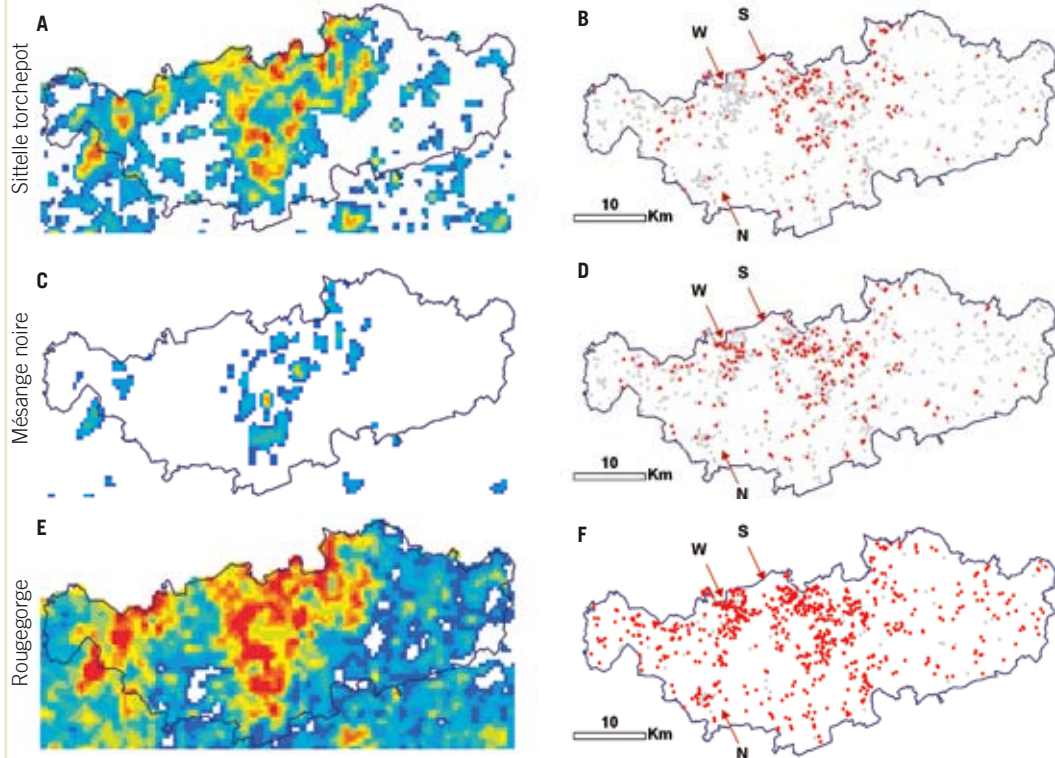 A
B
Sittelle torchepot
W
S
N
10 Km
C
D
Mésange noire
W
S
N
10 Km
E
F
Rougegorge
W
S
N
10 Km